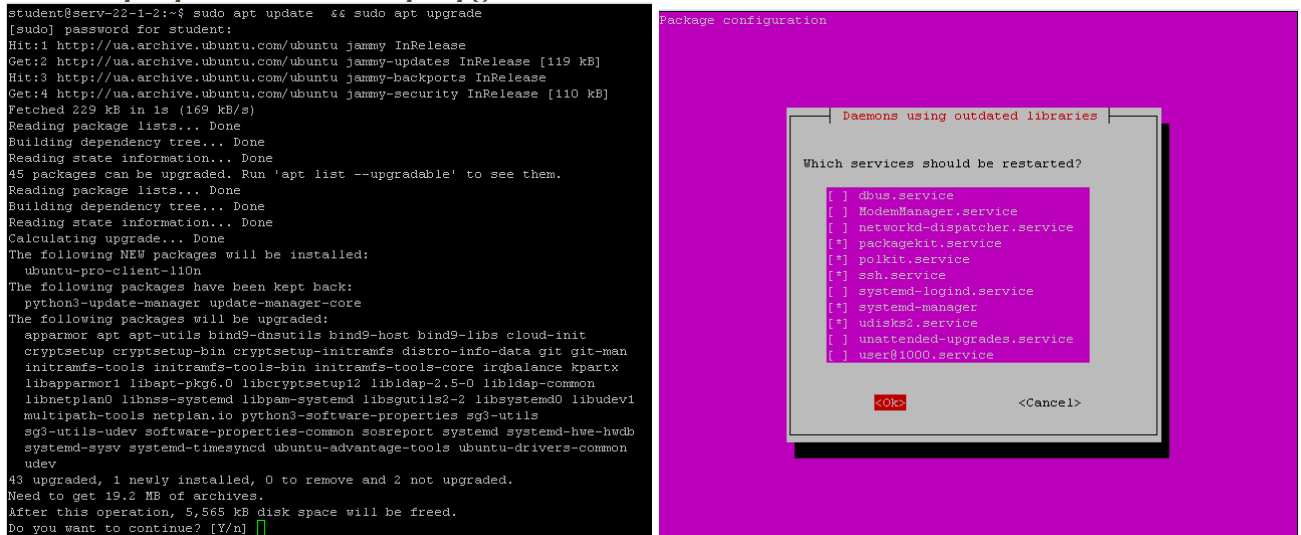 student@serv-22-1-2:~$ sudo apt update  && sudo apt upgrade
[sudo] password for student:
Hit:1 http://ua.archive.ubuntu.com/ubuntu jammy InRelease
Get:2 http://ua.archive.ubuntu.com/ubuntu jammy-updates InRelease [119 kB]
Hit:3 http://ua.archive.ubuntu.com/ubuntu jammy-backports InRelease
Get:4 http://ua.archive.ubuntu.com/ubuntu jammy-security InRelease [110 kB]
Fetched 229 kB in 1s (169 kB/s)
Reading package lists... Done
Building dependency tree... Done
Reading state information... Done
45 packages can be upgraded. Run 'apt list --upgradable' to see them.
Reading package lists... Done
Building dependency tree... Done
Reading state information... Done
Calculating upgrade... Done
The following NEW packages will be installed:
  ubuntu-pro-client-l10n
The following packages have been kept back:
  python3-update-manager update-manager-core
The following packages will be upgraded:
  apparmor apt apt-utils bind9-dnsutils bind9-host bind9-libs cloud-init
  cryptsetup cryptsetup-bin cryptsetup-initramfs distro-info-data git git-man
  initramfs-tools initramfs-tools-bin initramfs-tools-core irqbalance kpartx
  libapparmor1 libapt-pkg6.0 libcryptsetup12 libldap-2.5-0 libldap-common
  libnetplan0 libnss-systemd libpam-systemd libsgutils2-2 libsystemd0 libudev1
  multipath-tools netplan.io python3-software-properties sg3-utils
  sg3-utils-udev software-properties-common sosreport systemd systemd-hwe-hwdb
  systemd-sysv systemd-timesyncd ubuntu-advantage-tools ubuntu-drivers-common
  udev
43 upgraded, 1 newly installed, 0 to remove and 2 not upgraded.
Need to get 19.2 MB of archives.
After this operation, 5,565 kB disk space will be freed.
Do you want to continue? [Y/n]
Package configuration
Daemons using outdated libraries
Which services should be restarted?
[ ] dbus.service
[ ] ModemManager.service
[ ] networkd-dispatcher.service
[*] packagekit.service
[*] polkit.service
[*] ssh.service
[ ] systemd-logind.service
[*] systemd-manager
[*] udisks2.service
[ ] unattended-upgrades.service
[ ] user@1000.service
<Ok> <Cancel>